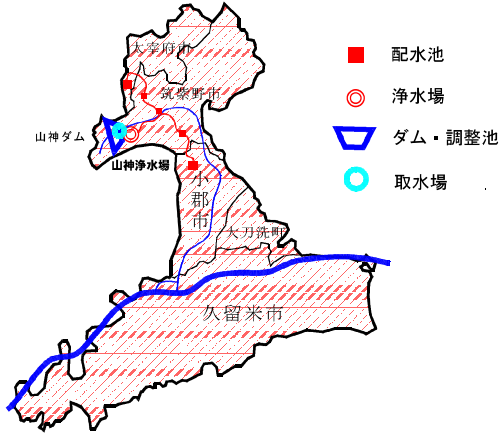 太宰府市
筑紫野市
山神ダム
山神浄水場
小郡市
大刀洗町
久留米市
配水池
浄水場
ダム・調整池
取水場